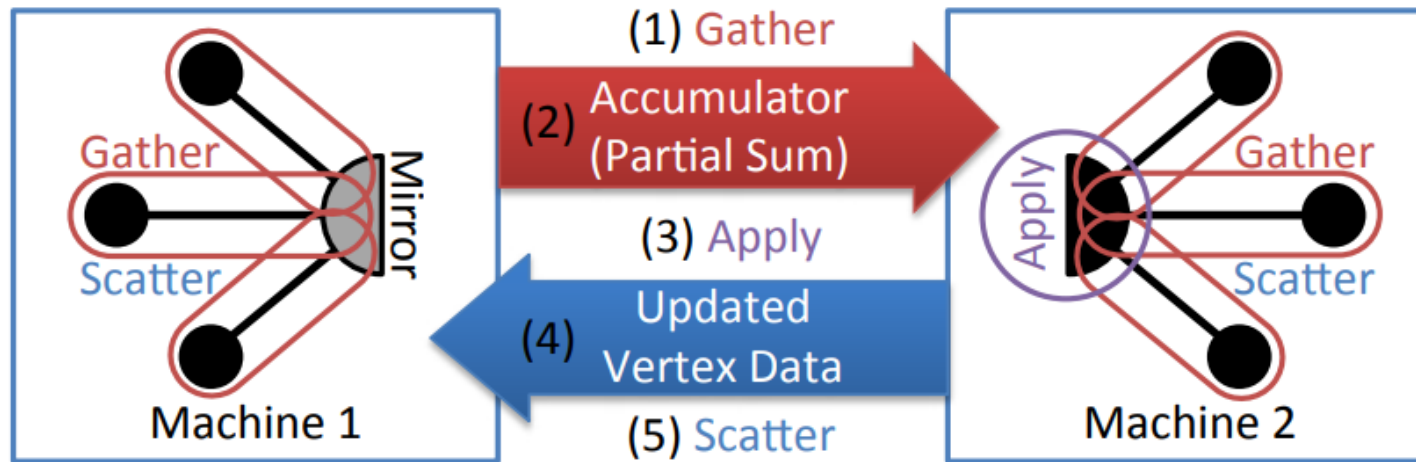 (1) Gather
(2) Accumulator
(Partial Sum)
(3) Apply
(4) Updated
Vertex Data
(5) Scatter
Gather
Scatter
Mirror
Machine 1
Apply
Gather
Scatter
Machine 2